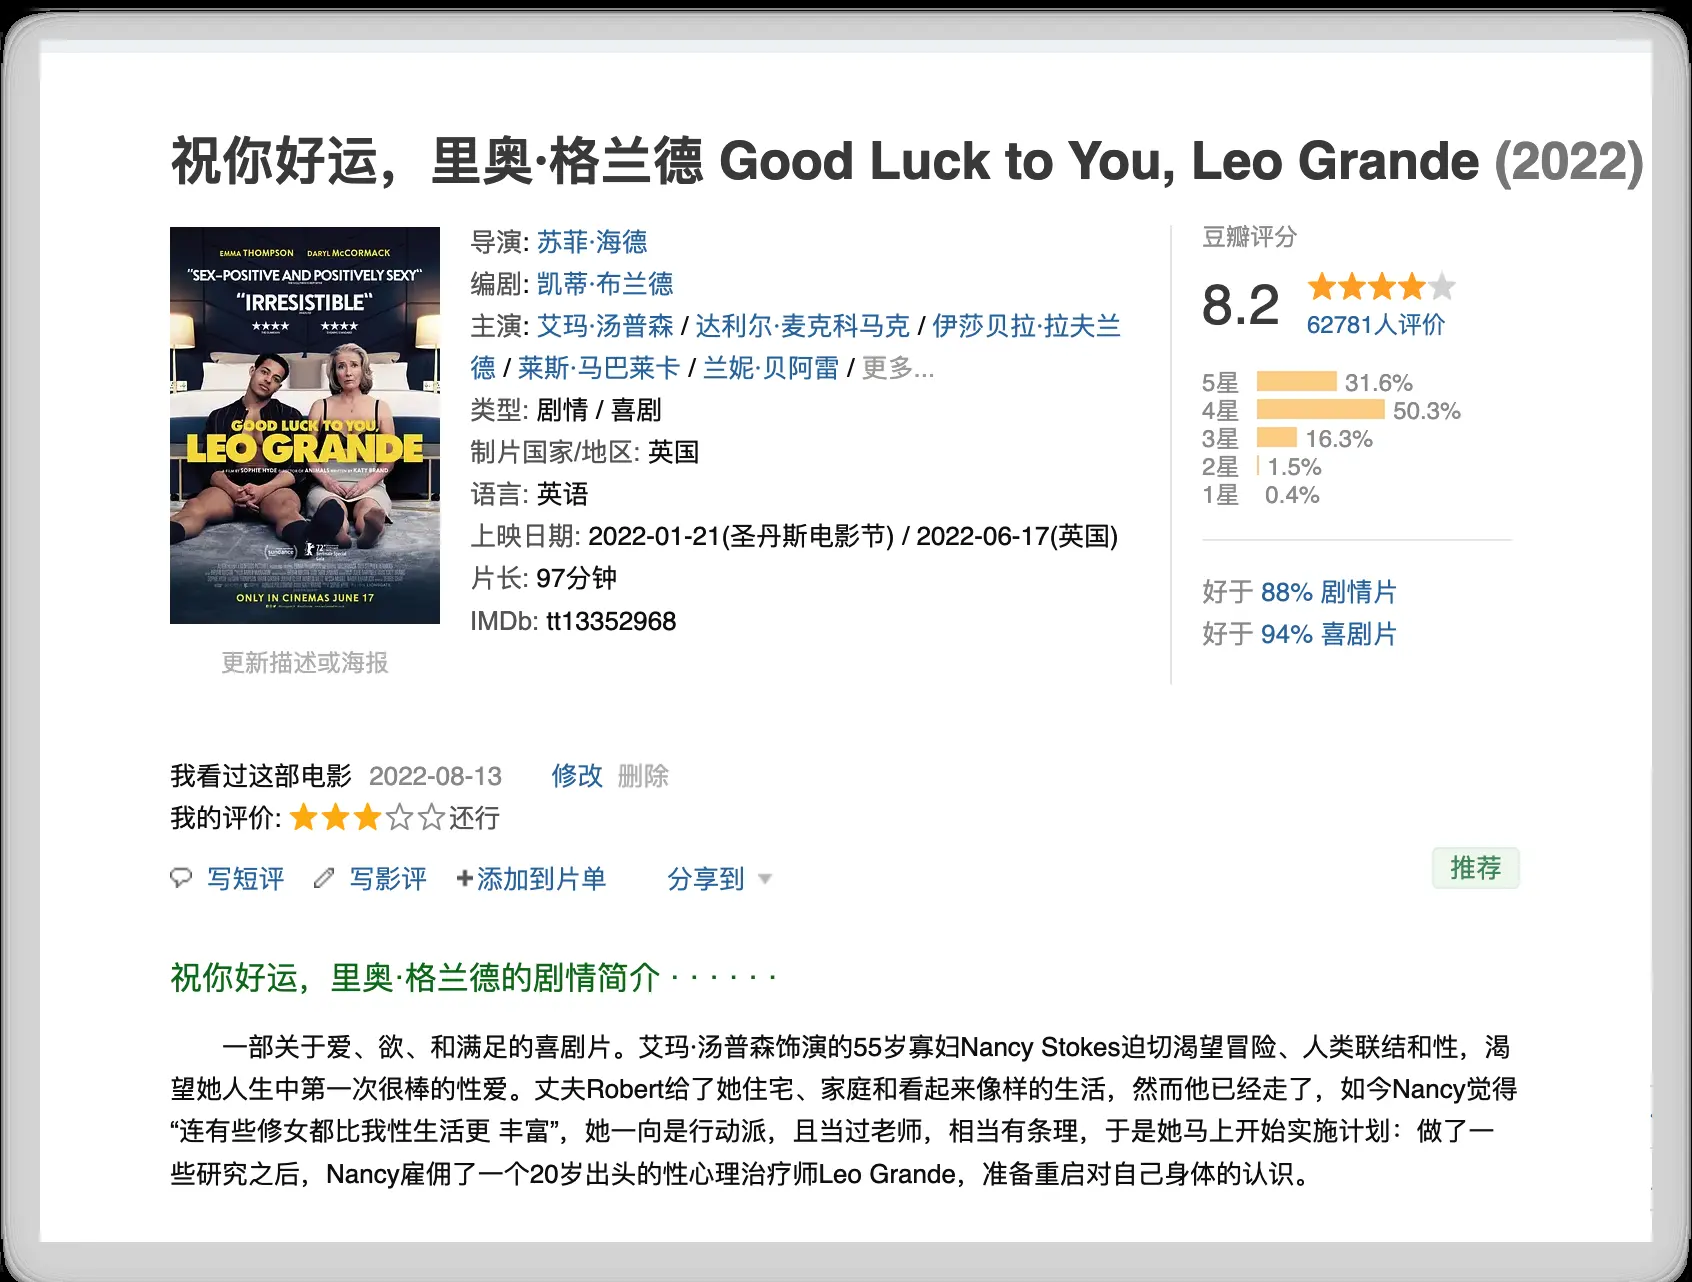 祝你好运，里奥·格兰德 Good Luck to You, Leo Grande (2022)
EMMA THOMPSON DARYL McCORMACK
“SEX-POSITIVE AND POSITIVELY SEXY”
“IRRESISTIBLE”
GOOD LUCK TO YOU,
LEO GRANDE
A FILM BY SOPHIE HYDE DIRECTOR OF ANIMALS WRITTEN BY KATY BRAND
sundance
ONLY IN CINEMAS JUNE 17
更新描述或海报
导演: 苏菲·海德
编剧: 凯蒂·布兰德
主演: 艾玛·汤普森 / 达利尔·麦克科马克 / 伊莎贝拉·拉夫兰
德 / 莱斯·马巴莱卡 / 兰妮·贝阿雷 / 更多...
类型: 剧情 / 喜剧
制片国家/地区: 英国
语言: 英语
上映日期: 2022-01-21(圣丹斯电影节) / 2022-06-17(英国)
片长: 97分钟
IMDb: tt13352968
豆瓣评分
8.2
62781人评价
5星 31.6%
4星 50.3%
3星 16.3%
2星 1.5%
1星 0.4%
好于 88% 剧情片
好于 94% 喜剧片
我看过这部电影 2022-08-13 修改 删除
我的评价: 还行
写短评 写影评 +添加到片单 分享到
推荐
祝你好运，里奥·格兰德的剧情简介 · · · · · ·
一部关于爱、欲、和满足的喜剧片。艾玛·汤普森饰演的55岁寡妇Nancy Stokes迫切渴望冒险、人类联结和性，渴
望她人生中第一次很棒的性爱。丈夫Robert给了她住宅、家庭和看起来像样的生活，然而他已经走了，如今Nancy觉得
“连有些修女都比我性生活更 丰富”，她一向是行动派，且当过老师，相当有条理，于是她马上开始实施计划：做了一
些研究之后，Nancy雇佣了一个20岁出头的性心理治疗师Leo Grande，准备重启对自己身体的认识。